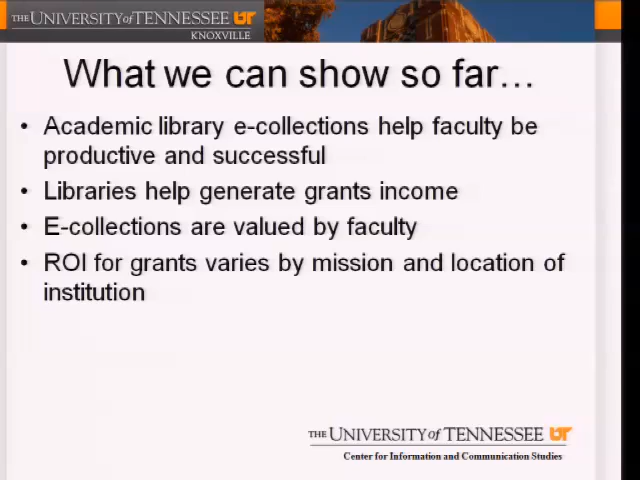 THE UNIVERSITY of TENNESSEE UT
KNOXVILLE
What we can show so far…
• Academic library e-collections help faculty be
productive and successful
• Libraries help generate grants income
• E-collections are valued by faculty
• ROI for grants varies by mission and location of
institution
THE UNIVERSITY of TENNESSEE UT
Center for Information and Communication Studies